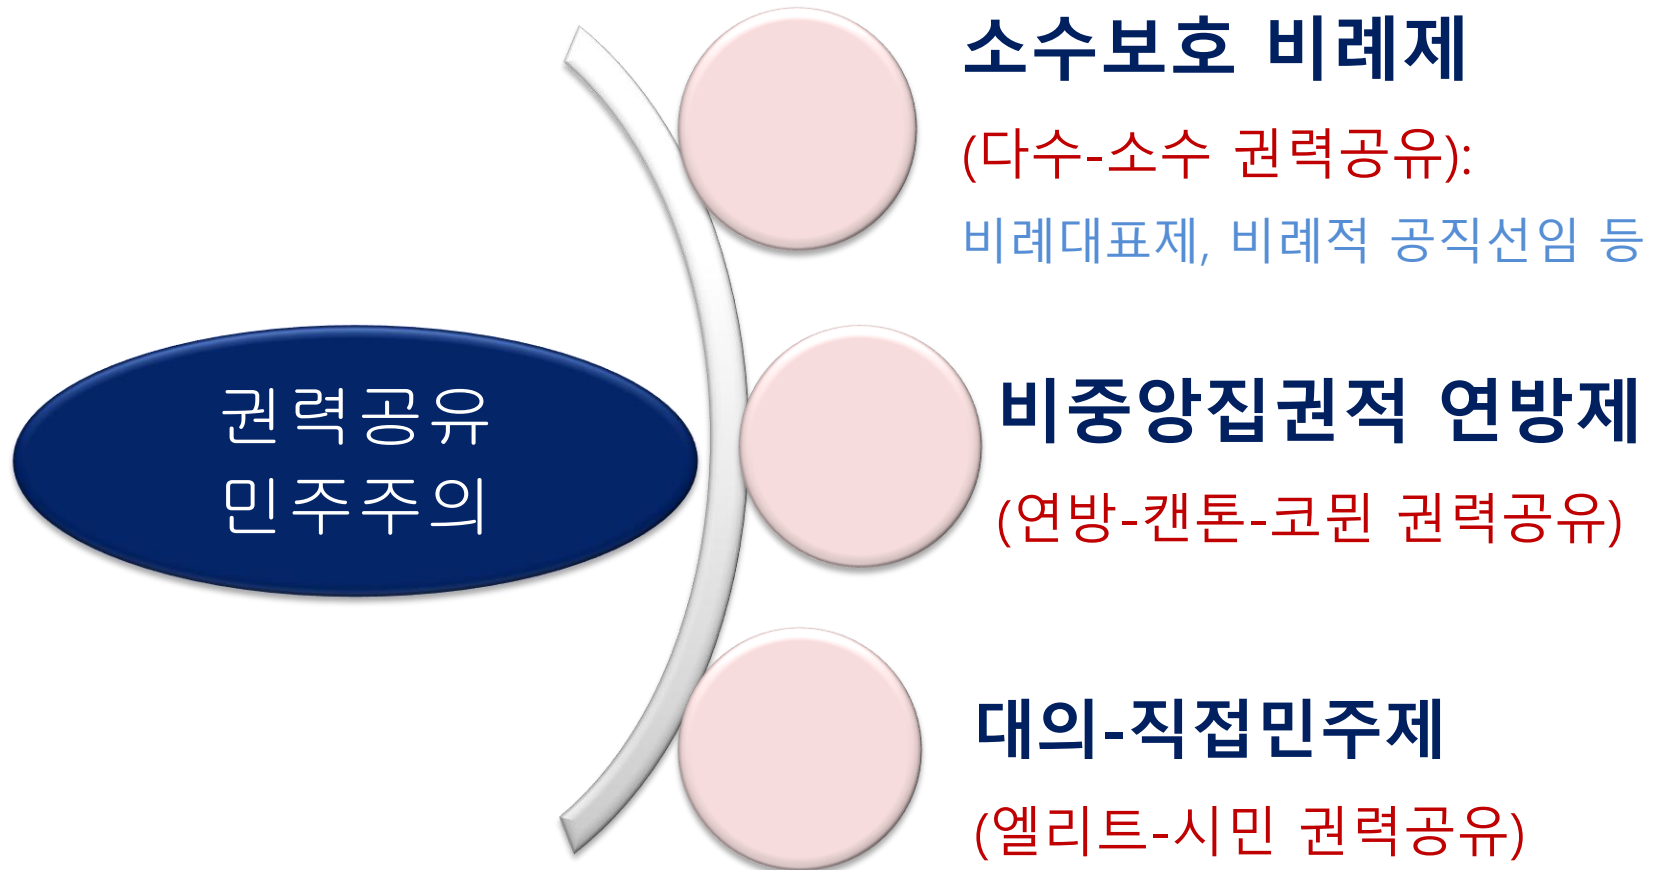 권력공유
민주주의
소수보호 비례제
(다수-소수 권력공유):
비례대표제, 비례적 공직선임 등
비중앙집권적 연방제
(연방-캔톤-코뮌 권력공유)
대의-직접민주제
(엘리트-시민 권력공유)